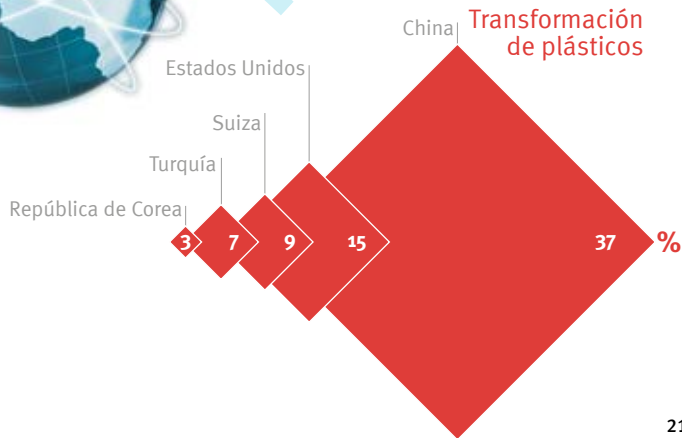 Transformación
de plásticos
China
Estados Unidos
Suiza
Turquía
República de Corea
3 7 9 15 37 %
21